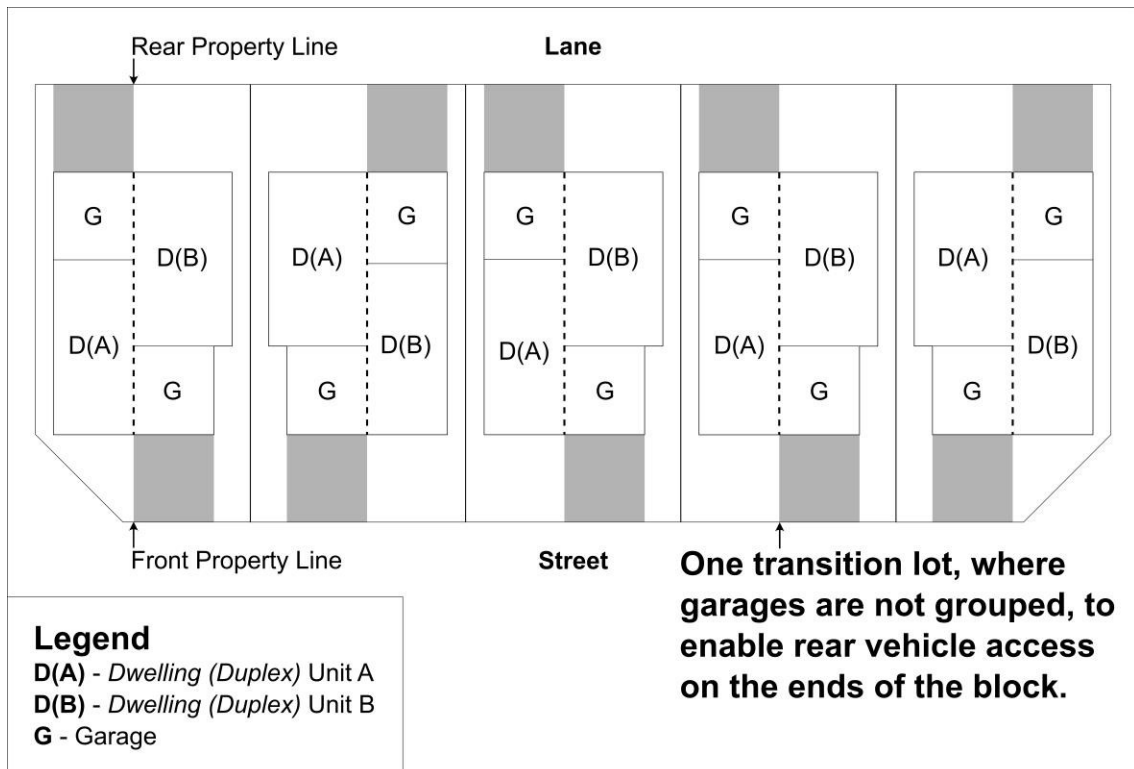 Rear Property Line
Lane
G
G
G
G
G
D(B)
D(A)
D(B)
D(B)
D(A)
D(A)
D(B)
D(A)
D(A)
D(B)
G
G
G
G
G
Front Property Line
Street
One transition lot, where
garages are not grouped, to
enable rear vehicle access
on the ends of the block.
Legend
D(A) - Dwelling (Duplex) Unit A
D(B) - Dwelling (Duplex) Unit B
G - Garage